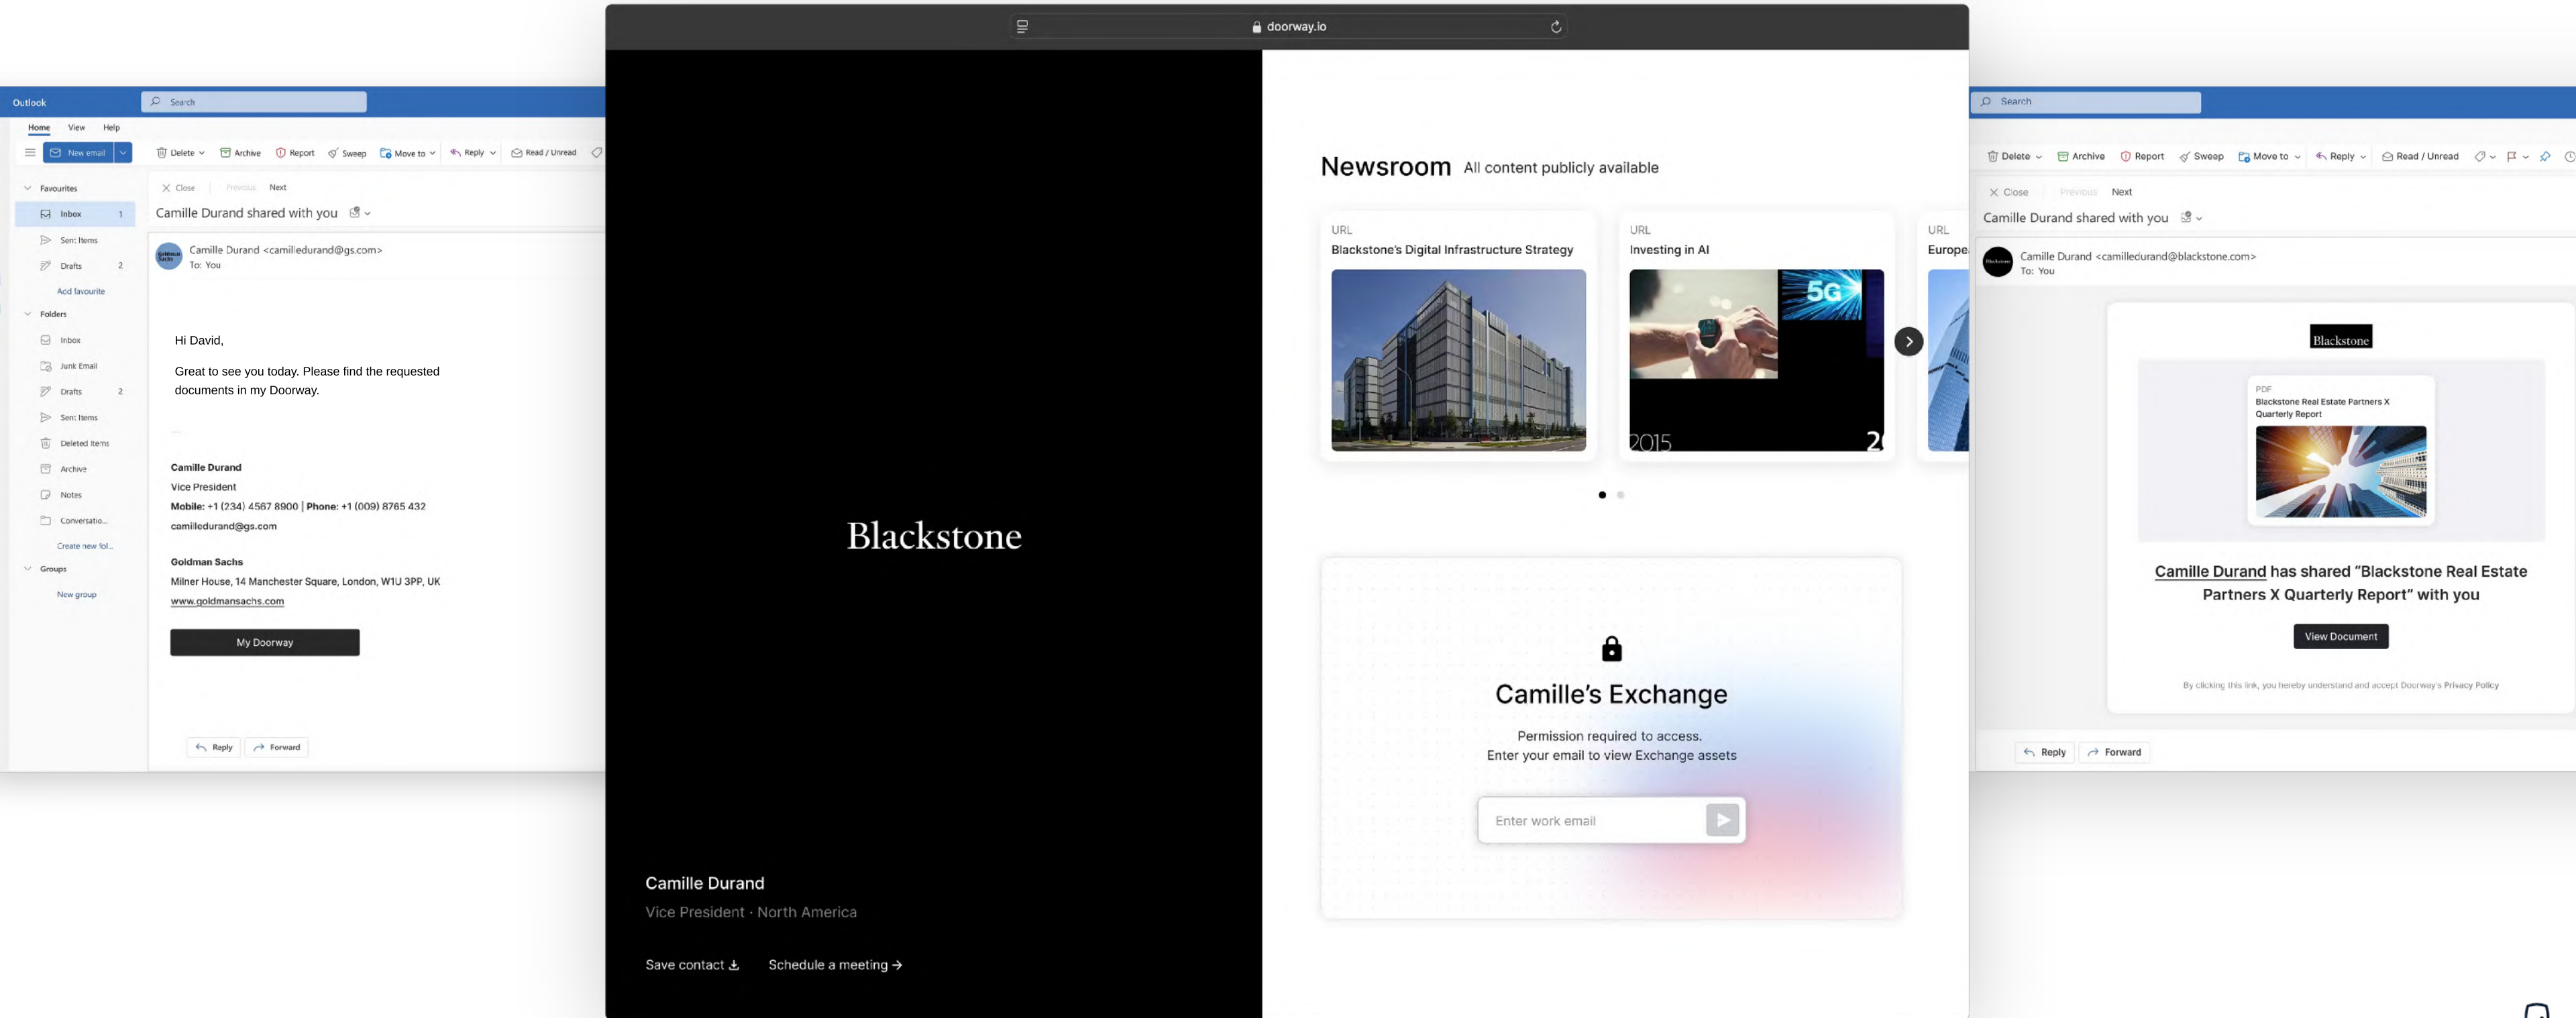 Outlook
Search
Home View Help
New email
Delete Archive Report Sweep Move to Reply Read / Unread
Favourites
Inbox 1
Sent Items
Drafts 2
Add favourite
Folders
Inbox
Junk Email
Drafts 2
Sent Items
Deleted Items
Archive
Notes
Conversatio...
Create new fol...
Groups
New group
Close Previous Next
Camille Durand shared with you
Goldman
Sachs
Camille Durand <camilledurand@gs.com>
To: You
Hi David,
Great to see you today. Please find the requested
documents in my Doorway.
Camille Durand
Vice President
Mobile: +1 (234) 4567 8900 | Phone: +1 (009) 8765 432
camilledurand@gs.com
Goldman Sachs
Milner House, 14 Manchester Square, London, W1U 3PP, UK
www.goldmansachs.com
My Doorway
Reply Forward
doorway.io
Blackstone
Camille Durand
Vice President · North America
Save contact Schedule a meeting →
Newsroom All content publicly available
URL
Blackstone's Digital Infrastructure Strategy
URL
Investing in AI
5G
2015
URL
Europe
Camille's Exchange
Permission required to access.
Enter your email to view Exchange assets
Enter work email
Search
Delete Archive Report Sweep Move to Reply Read / Unread
Close Previous Next
Camille Durand shared with you
Blackstone
Camille Durand <camilledurand@blackstone.com>
To: You
Blackstone
PDF
Blackstone Real Estate Partners X
Quarterly Report
Camille Durand has shared “Blackstone Real Estate
Partners X Quarterly Report” with you
View Document
By clicking this link, you hereby understand and accept Doorway's Privacy Policy
Reply Forward